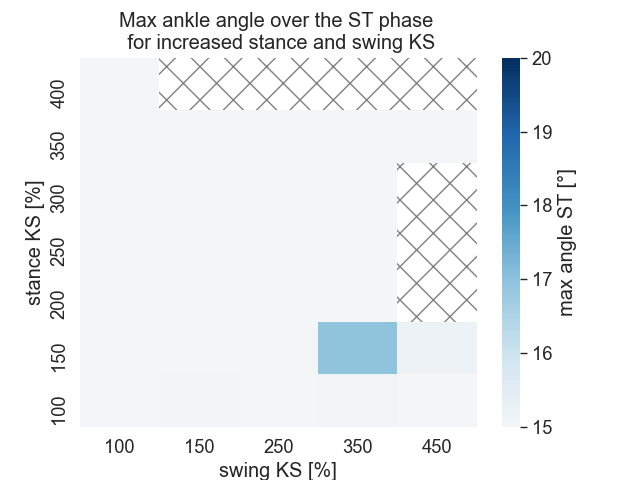 Max ankle angle over the ST phase
for increased stance and swing KS
stance KS [%]
400
350
300
250
200
150
100
100 150 250 350 450
swing KS [%]
20
19
18
17
16
15
max angle ST [°]